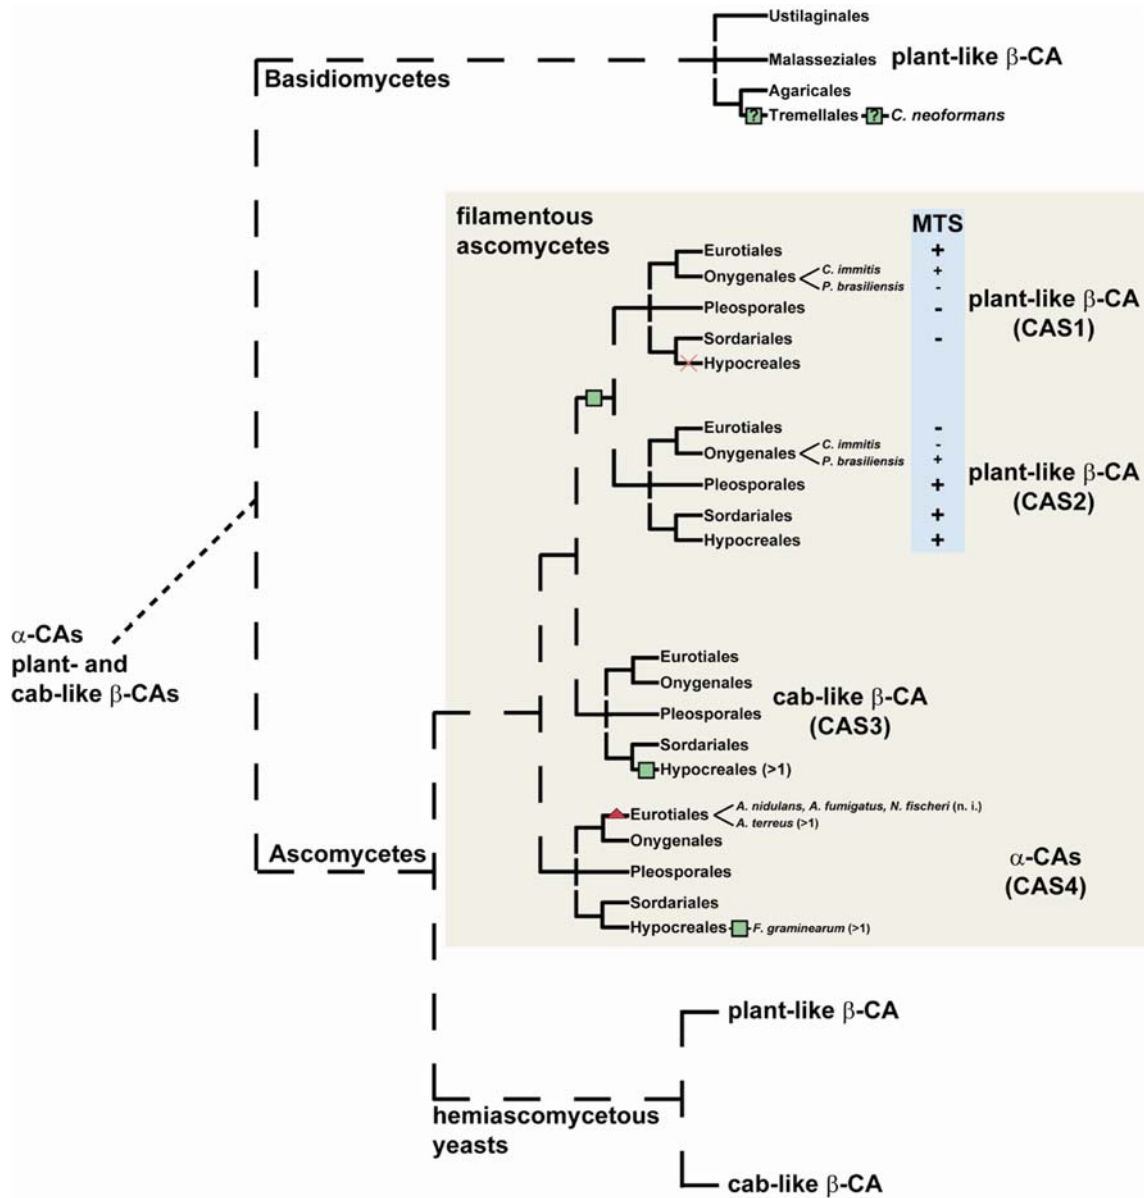 Ustilaginales
Malasseziales
plant-like β-CA
Basidiomycetes
Agaricales
? Tremellales ? C. neoformans
filamentous
ascomycetes
MTS
Eurotiales +
Onygenales
C. immitis +
P. brasiliensis -
Pleosporales -
plant-like β-CA
(CAS1)
Sordariales -
Hypocreales
Eurotiales -
Onygenales
C. immitis -
P. brasiliensis +
Pleosporales +
plant-like β-CA
(CAS2)
Sordariales +
Hypocreales +
α-CAs
plant- and
cab-like β-CAs
Eurotiales
Onygenales
Pleosporales
cab-like β-CA
(CAS3)
Sordariales
Hypocreales (>1)
Eurotiales
A. nidulans, A. fumigatus, N. fischeri (n. i.)
A. terreus (>1)
Onygenales
Ascomycetes
Pleosporales
α-CAs
(CAS4)
Sordariales
Hypocreales F. graminearum (>1)
plant-like β-CA
hemiascomycetous
yeasts
cab-like β-CA